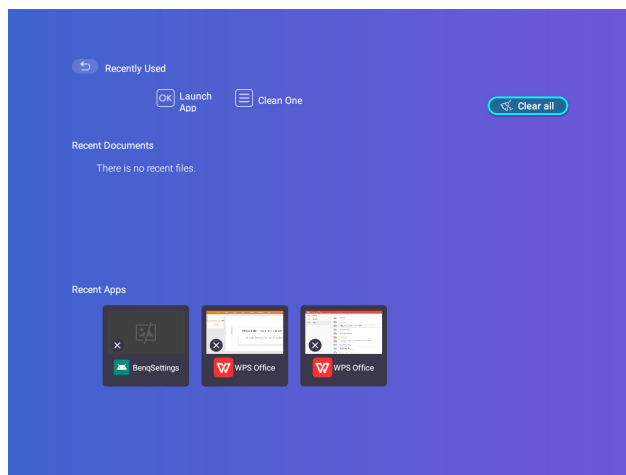 Recently Used
OK Launch App
Clean One
Clear all
Recent Documents
There is no recent files.
Recent Apps
BenqSettings
WPS Office
WPS Office